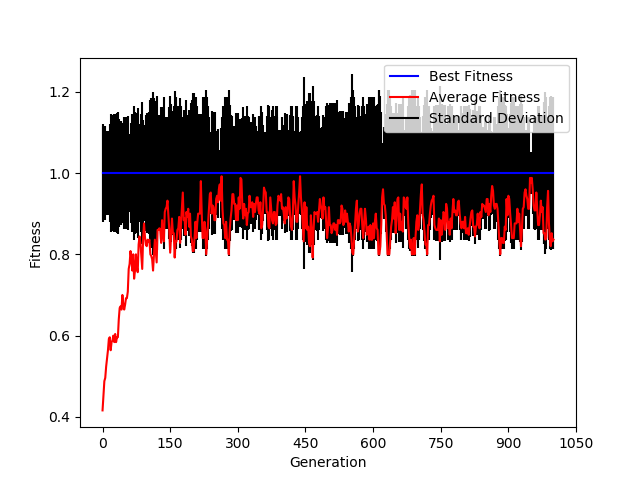 Best Fitness
Average Fitness
Standard Deviation
1.2
1.0
0.8
0.6
0.4
Fitness
0 150 300 450 600 750 900 1050
Generation